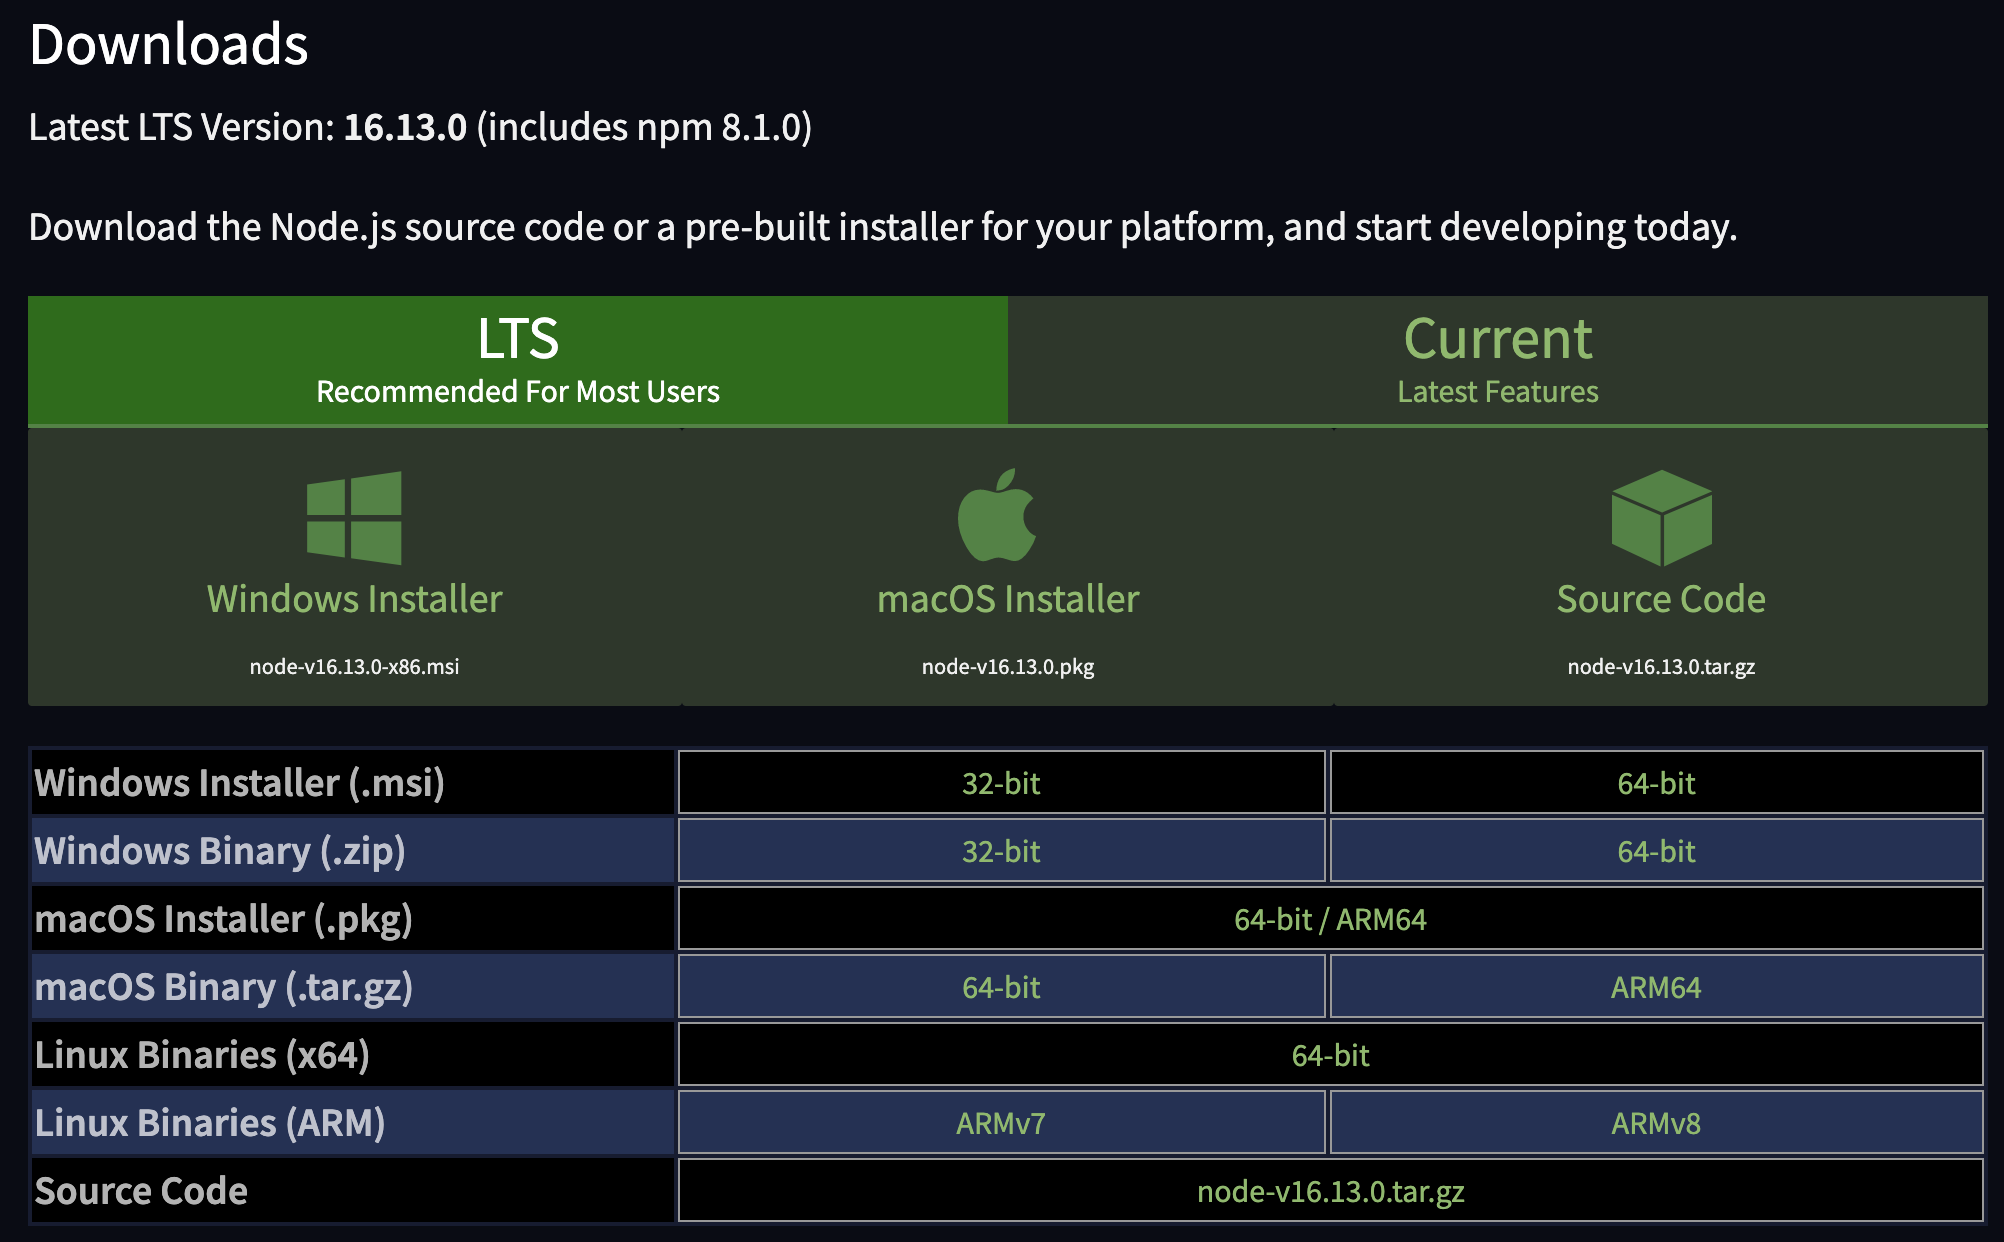 Downloads
Latest LTS Version: 16.13.0 (includes npm 8.1.0)
Download the Node.js source code or a pre-built installer for your platform, and start developing today.
LTS
Recommended For Most Users
Current
Latest Features
Windows Installer
node-v16.13.0-x86.msi
macOS Installer
node-v16.13.0.pkg
Source Code
node-v16.13.0.tar.gz
Windows Installer (.msi) 32-bit 64-bit
Windows Binary (.zip) 32-bit 64-bit
macOS Installer (.pkg) 64-bit / ARM64
macOS Binary (.tar.gz) 64-bit ARM64
Linux Binaries (x64) 64-bit
Linux Binaries (ARM) ARMv7 ARMv8
Source Code node-v16.13.0.tar.gz